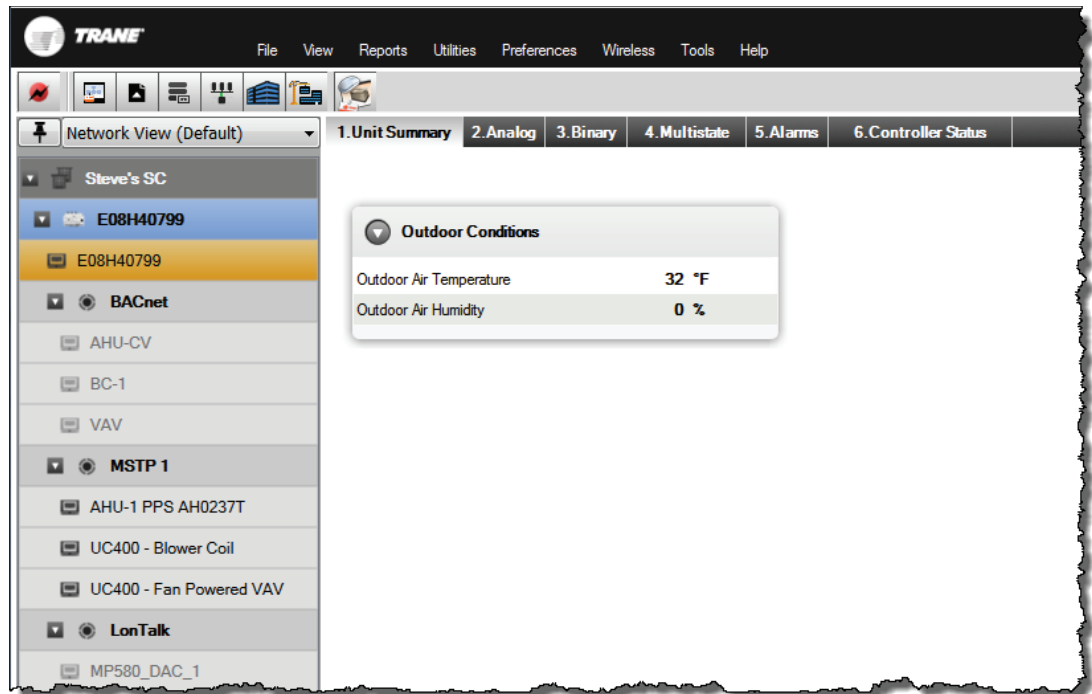 TRANE
File View Reports Utilities Preferences Wireless Tools Help
Network View (Default)
1.Unit Summary 2.Analog 3.Binary 4.Multistate 5.Alarms 6.Controller Status
Steve's SC
E08H40799
E08H40799
BACnet
AHU-CV
BC-1
VAV
MSTP 1
AHU-1 PPS AH0237T
UC400 - Blower Coil
UC400 - Fan Powered VAV
LonTalk
MP580_DAC_1
Outdoor Conditions
Outdoor Air Temperature 32 °F
Outdoor Air Humidity 0 %